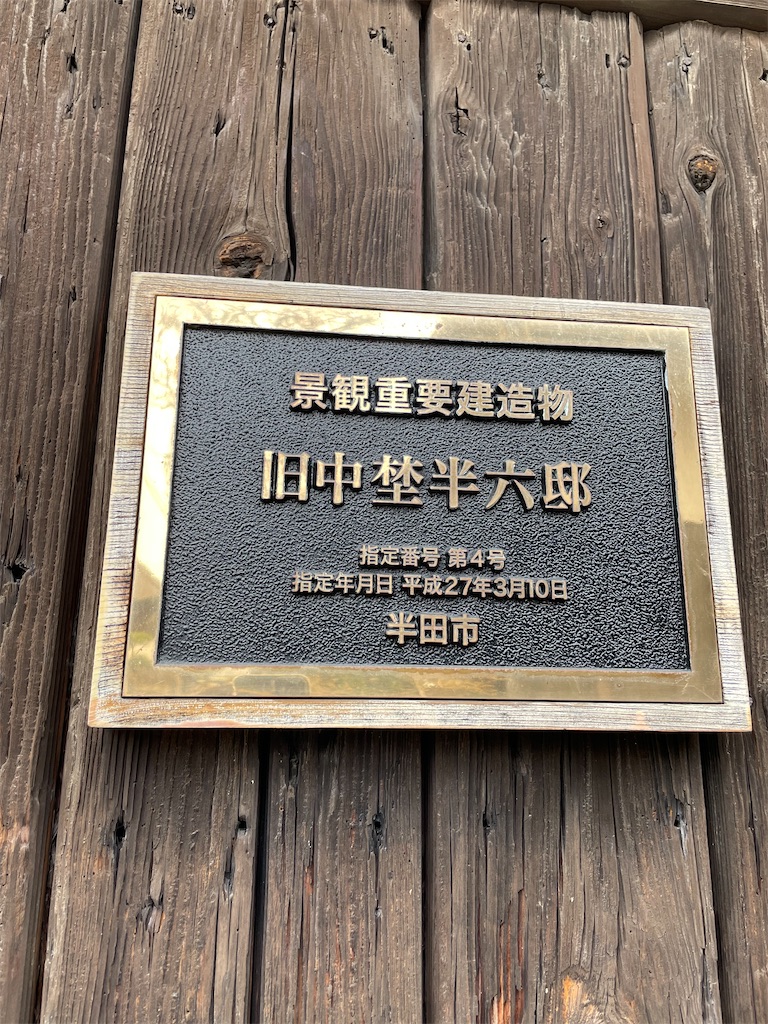 景観重要建造物
旧中埜半六邸
指定番号 第4号
指定年月日 平成27年3月10日
半田市